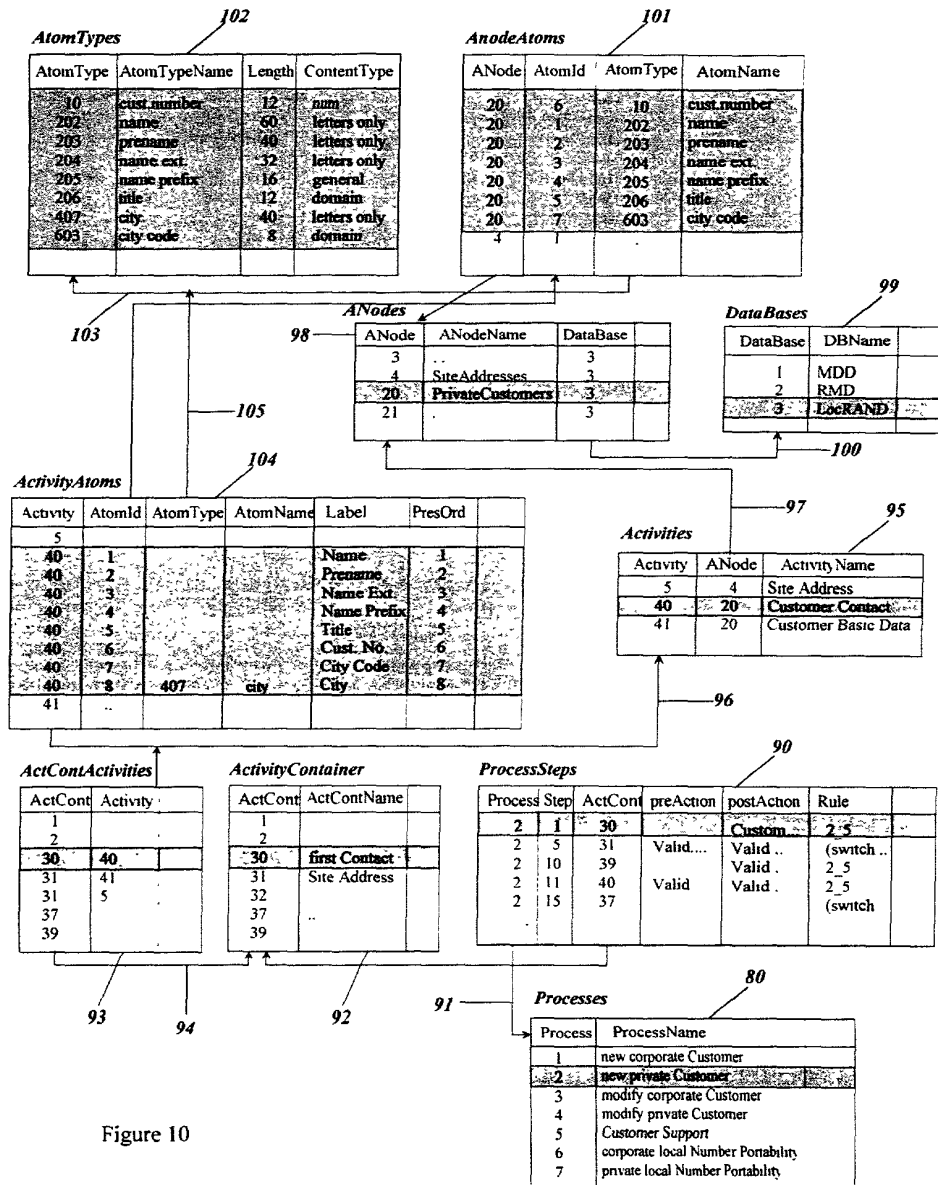 102
AtomTypes
AtomType AtomTypeName Length ContentType
10 cust.number 12 num
202 name 60 letters only
203 prename 40 letters only
204 name ext. 32 letters only
205 name prefix 16 general
206 title 12 domain
407 city 40 letters only
603 city code 8 domain
101
AnodeAtoms
ANode AtomId AtomType AtomName
20 6 10 cust.number
20 1 202 name
20 2 203 prename
20 3 204 name ext.
20 4 205 name prefix
20 5 206 title
20 7 603 city code
4 1 .
103
105
98
ANodes
ANode ANodeName DataBase
3 .. 3
4 SiteAddresses 3
20 PrivateCustomers 3
21 . 3
99
DataBases
DataBase DBName
1 MDD
2 RMD
3 LocRAND
100
97
104
ActivityAtoms
Activity AtomId AtomType AtomName Label PresOrd
5
40 1 Name 1
40 2 Prename 2
40 3 Name Ext. 3
40 4 Name Prefix 4
40 5 Title 5
40 6 Cust. No. 6
40 7 City Code 7
40 8 407 city City 8
41 ..
95
Activities
Activity ANode ActivityName
5 4 Site Address
40 20 Customer Contact
41 20 Customer Basic Data
96
ActContActivities
ActCont Activity
1
2
30 40
31 41
31 5
37
39
93
94
ActivityContainer
ActCont ActContName
1
2
30 first Contact
31 Site Address
32
37 ..
39
92
90
ProcessSteps
Process Step ActCont preAction postAction Rule
2 1 30 Custom.. 2_5
2 5 31 Valid.... Valid .. (switch ..
2 10 39 Valid . 2_5
2 11 40 Valid Valid . 2_5
2 15 37 (switch
.
91
80
Processes
Process ProcessName
1 new corporate Customer
2 new private Customer
3 modify corporate Customer
4 modify private Customer
5 Customer Support
6 corporate local Number Portability
7 private local Number Portability
Figure 10